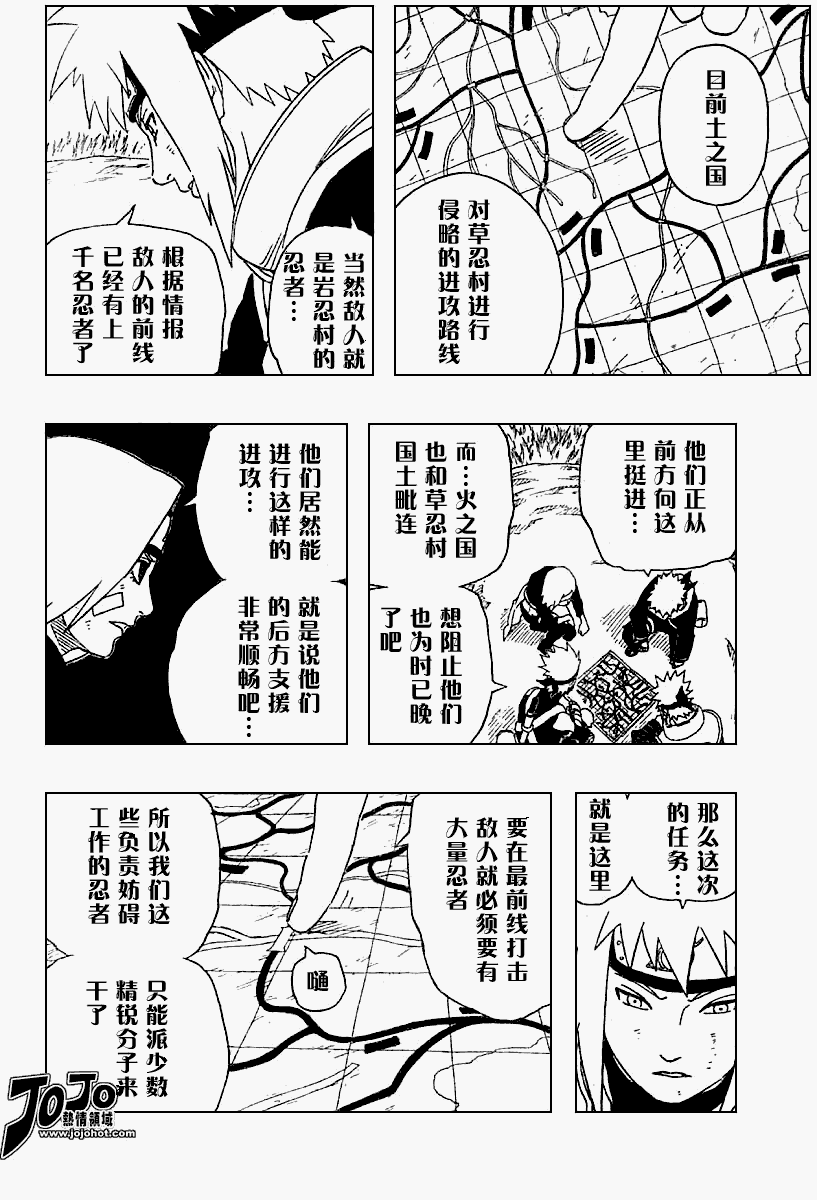 目前土之国
对草忍村进行
侵略的进攻路线
当然敌人就
是岩忍村的
忍者…
根据情报
敌人的前线
已经有上
千名忍者了
他们正从
前方向这
里挺进…
而…火之国
也和草忍村
国土毗连
想阻止他们
也为时已晚
了吧
他们居然能
进行这样的
进攻…
就是说他们
的后方支援
非常顺畅吧…
那么这次
的任务…
就是这里
要在最前线打击
敌人就必须要有
大量忍者
嗵
所以我们这
些负责妨碍
工作的忍者
只能派少数
精锐分子来
干了
JOJO
熱情領域
www.jojohot.com